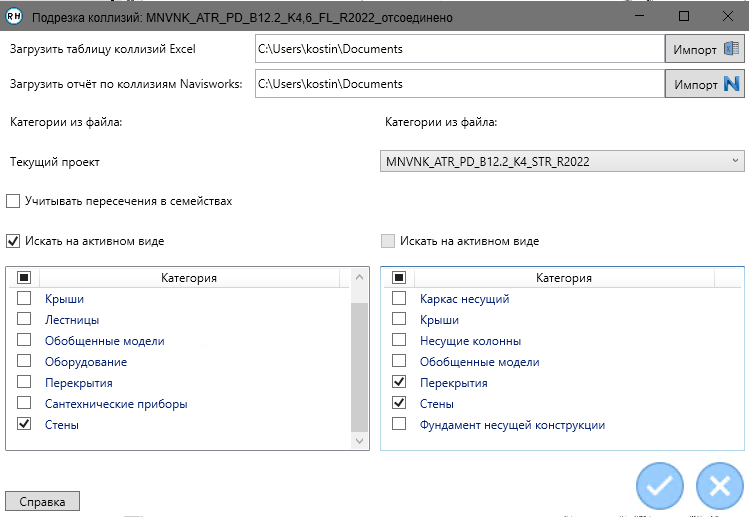 RH Подрезка коллизий: MNVNK_ATR_PD_B12.2_K4,6_FL_R2022_отсоединено
Загрузить таблицу коллизий Excel C:\Users\kostin\Documents Импорт
Загрузить отчёт по коллизиям Navisworks: C:\Users\kostin\Documents Импорт
Категории из файла: Категории из файла:
Текущий проект MNVNK_ATR_PD_B12.2_K4_STR_R2022
Учитывать пересечения в семействах
Искать на активном виде Искать на активном виде
Категория Категория
Крыши Каркас несущий
Лестницы Крыши
Обобщенные модели Несущие колонны
Оборудование Обобщенные модели
Перекрытия Перекрытия
Сантехнические приборы Стены
Стены Фундамент несущей конструкции
Справка